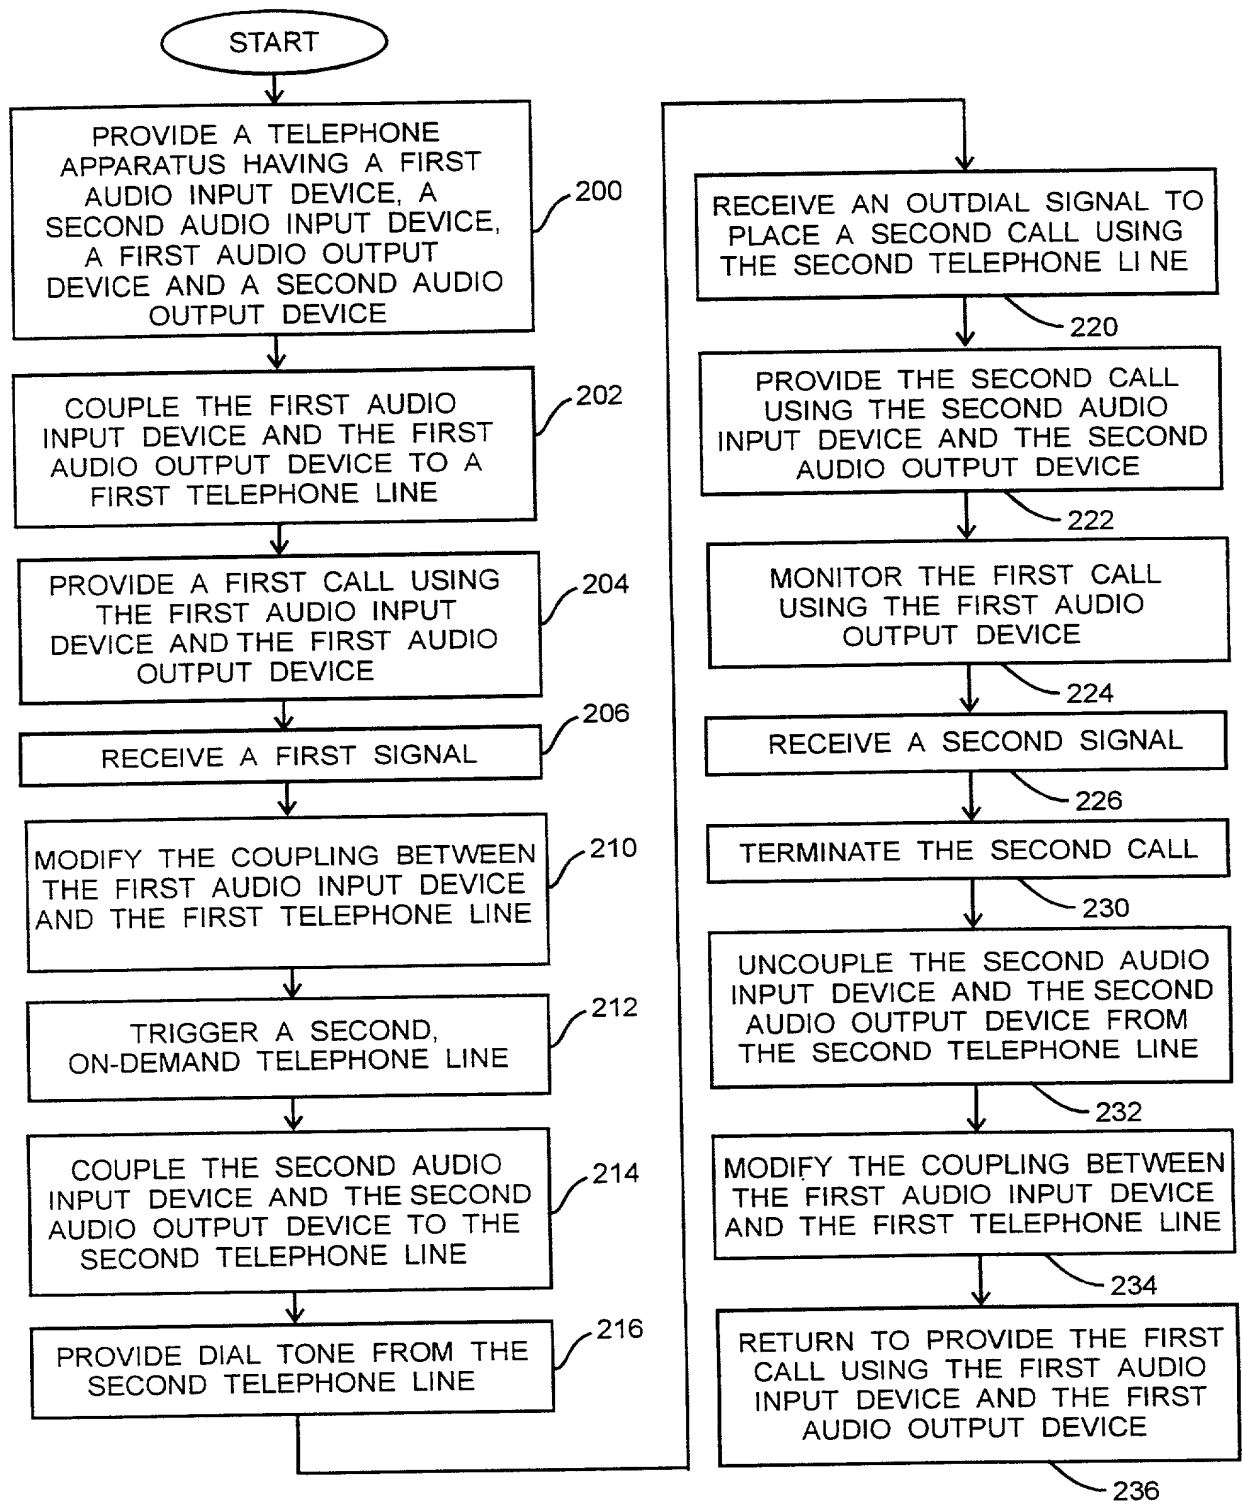 START
PROVIDE A TELEPHONE
APPARATUS HAVING A FIRST
AUDIO INPUT DEVICE, A
SECOND AUDIO INPUT DEVICE,
A FIRST AUDIO OUTPUT
DEVICE AND A SECOND AUDIO
OUTPUT DEVICE
200
COUPLE THE FIRST AUDIO
INPUT DEVICE AND THE FIRST
AUDIO OUTPUT DEVICE TO A
FIRST TELEPHONE LINE
202
PROVIDE A FIRST CALL USING
THE FIRST AUDIO INPUT
DEVICE AND THE FIRST AUDIO
OUTPUT DEVICE
204
RECEIVE A FIRST SIGNAL
206
MODIFY THE COUPLING BETWEEN
THE FIRST AUDIO INPUT DEVICE
AND THE FIRST TELEPHONE LINE
210
TRIGGER A SECOND,
ON-DEMAND TELEPHONE LINE
212
COUPLE THE SECOND AUDIO
INPUT DEVICE AND THE SECOND
AUDIO OUTPUT DEVICE TO THE
SECOND TELEPHONE LINE
214
PROVIDE DIAL TONE FROM THE
SECOND TELEPHONE LINE
216
RECEIVE AN OUTDIAL SIGNAL TO
PLACE A SECOND CALL USING
THE SECOND TELEPHONE LINE
220
PROVIDE THE SECOND CALL
USING THE SECOND AUDIO
INPUT DEVICE AND THE SECOND
AUDIO OUTPUT DEVICE
222
MONITOR THE FIRST CALL
USING THE FIRST AUDIO
OUTPUT DEVICE
224
RECEIVE A SECOND SIGNAL
226
TERMINATE THE SECOND CALL
230
UNCOUPLE THE SECOND AUDIO
INPUT DEVICE AND THE SECOND
AUDIO OUTPUT DEVICE FROM
THE SECOND TELEPHONE LINE
232
MODIFY THE COUPLING BETWEEN
THE FIRST AUDIO INPUT DEVICE
AND THE FIRST TELEPHONE LINE
234
RETURN TO PROVIDE THE FIRST
CALL USING THE FIRST AUDIO
INPUT DEVICE AND THE FIRST
AUDIO OUTPUT DEVICE
236